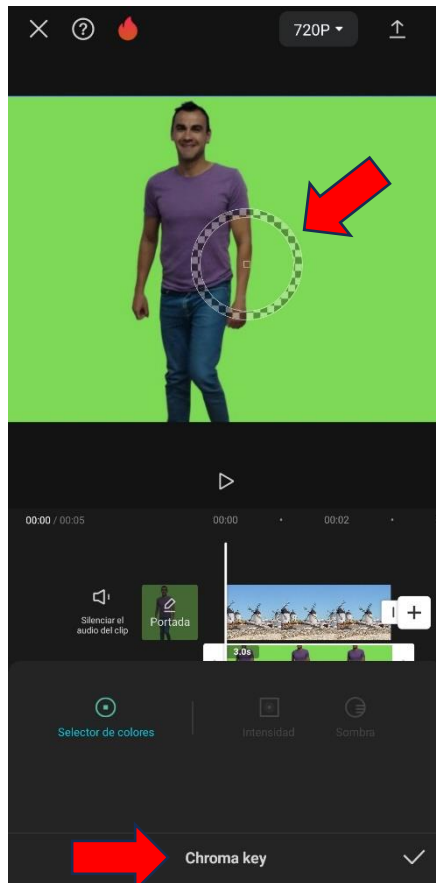 720P
00:00 / 00:05
00:00
00:02
Silenciar el
audio del clip
Portada
3.0s
Selector de colores
Intensidad
Sombra
Chroma key